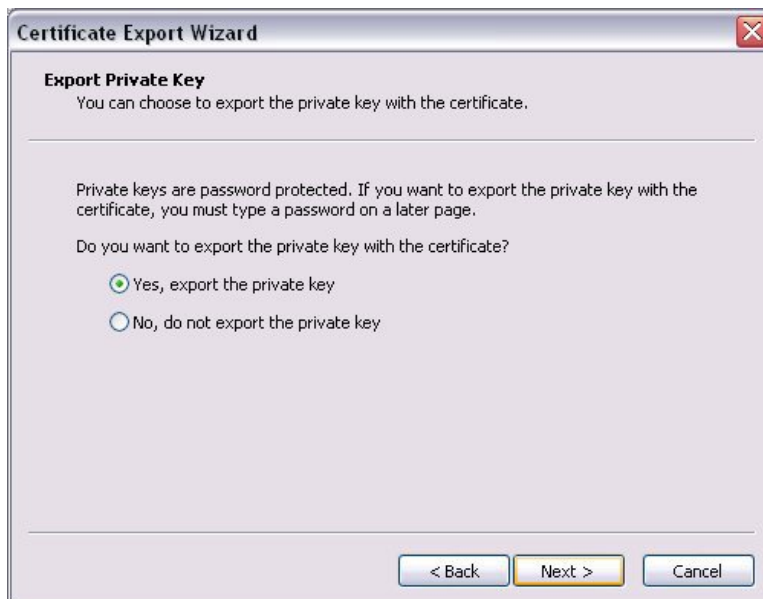 Certificate Export Wizard
Export Private Key
You can choose to export the private key with the certificate.
Private keys are password protected. If you want to export the private key with the
certificate, you must type a password on a later page.
Do you want to export the private key with the certificate?
Yes, export the private key
No, do not export the private key
< Back Next > Cancel